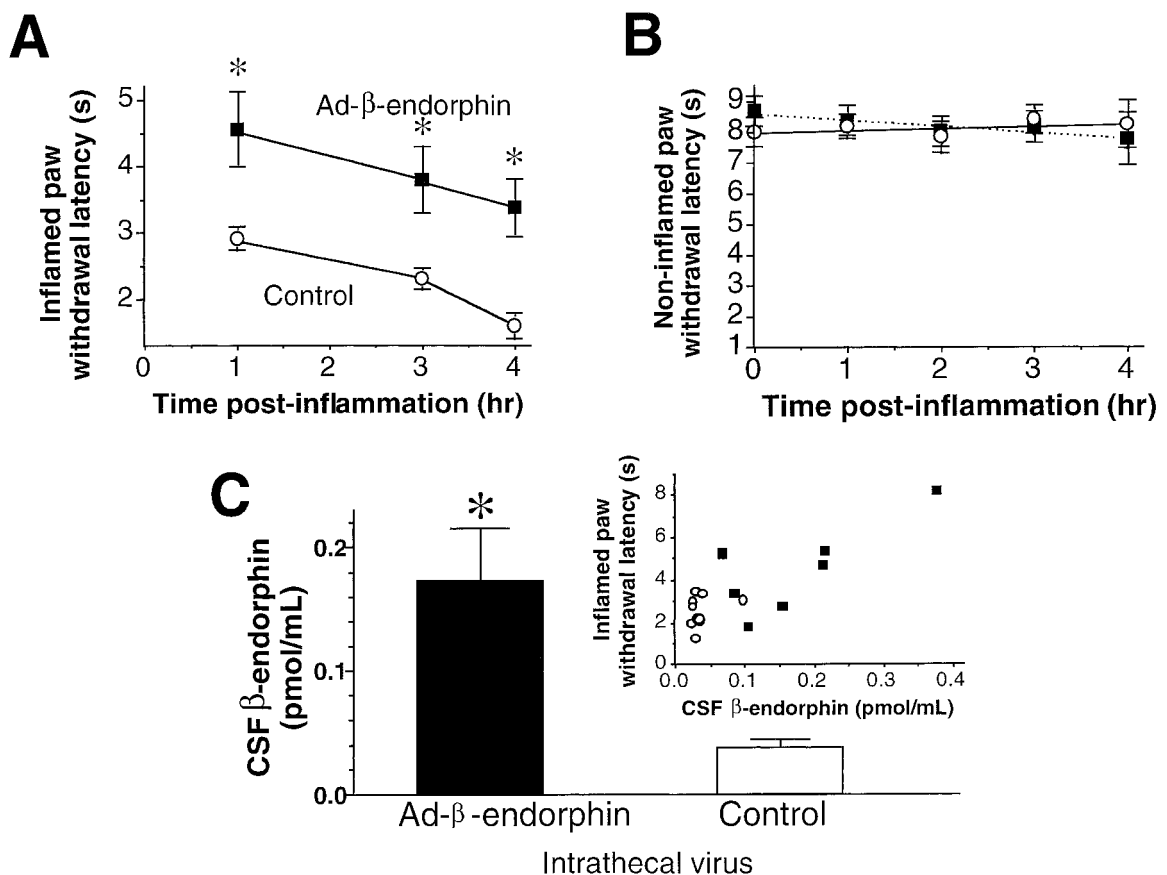 A
*
5
Ad-β-endorphin
*
*
4
3
2
Control
0 1 2 3 4
Inflamed paw
withdrawal latency (s)
Time post-inflammation (hr)
B
9
8
7
6
5
4
3
2
1
0 1 2 3 4
Non-inflamed paw
withdrawal latency (s)
Time post-inflammation (hr)
C
*
0.2
0.1
0.0
CSF β-endorphin
(pmol/mL)
8
6
4
2
0
0.0 0.1 0.2 0.3 0.4
Inflamed paw
withdrawal latency (s)
CSF β-endorphin (pmol/mL)
Ad-β-endorphin Control
Intrathecal virus